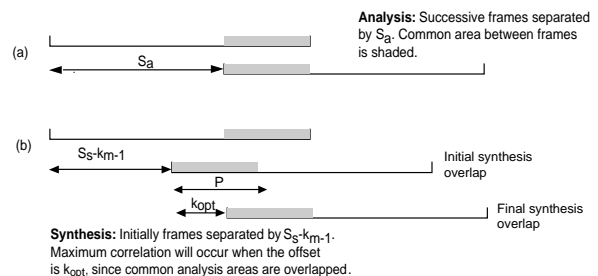 Analysis: Successive frames separated
by Sa. Common area between frames
is shaded.
(a)
Sa
(b)
Ss-km-1
Initial synthesis
overlap
P
kopt
Final synthesis
overlap
Synthesis: Initially frames separated by Ss-km-1.
Maximum correlation will occur when the offset
is kopt, since common analysis areas are overlapped.